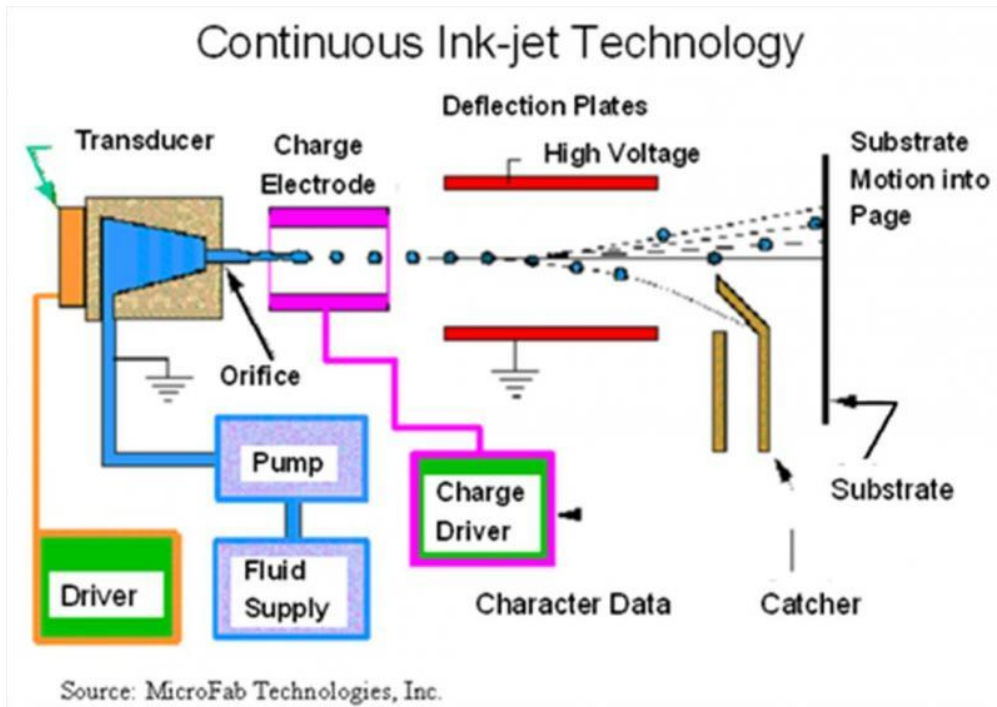 Continuous Ink-jet Technology
Deflection Plates
Transducer
Charge
Electrode
High Voltage
Substrate
Motion into
Page
Orifice
Pump
Charge
Driver
Substrate
Fluid
Supply
Driver
Character Data
Catcher
Source: MicroFab Technologies, Inc.